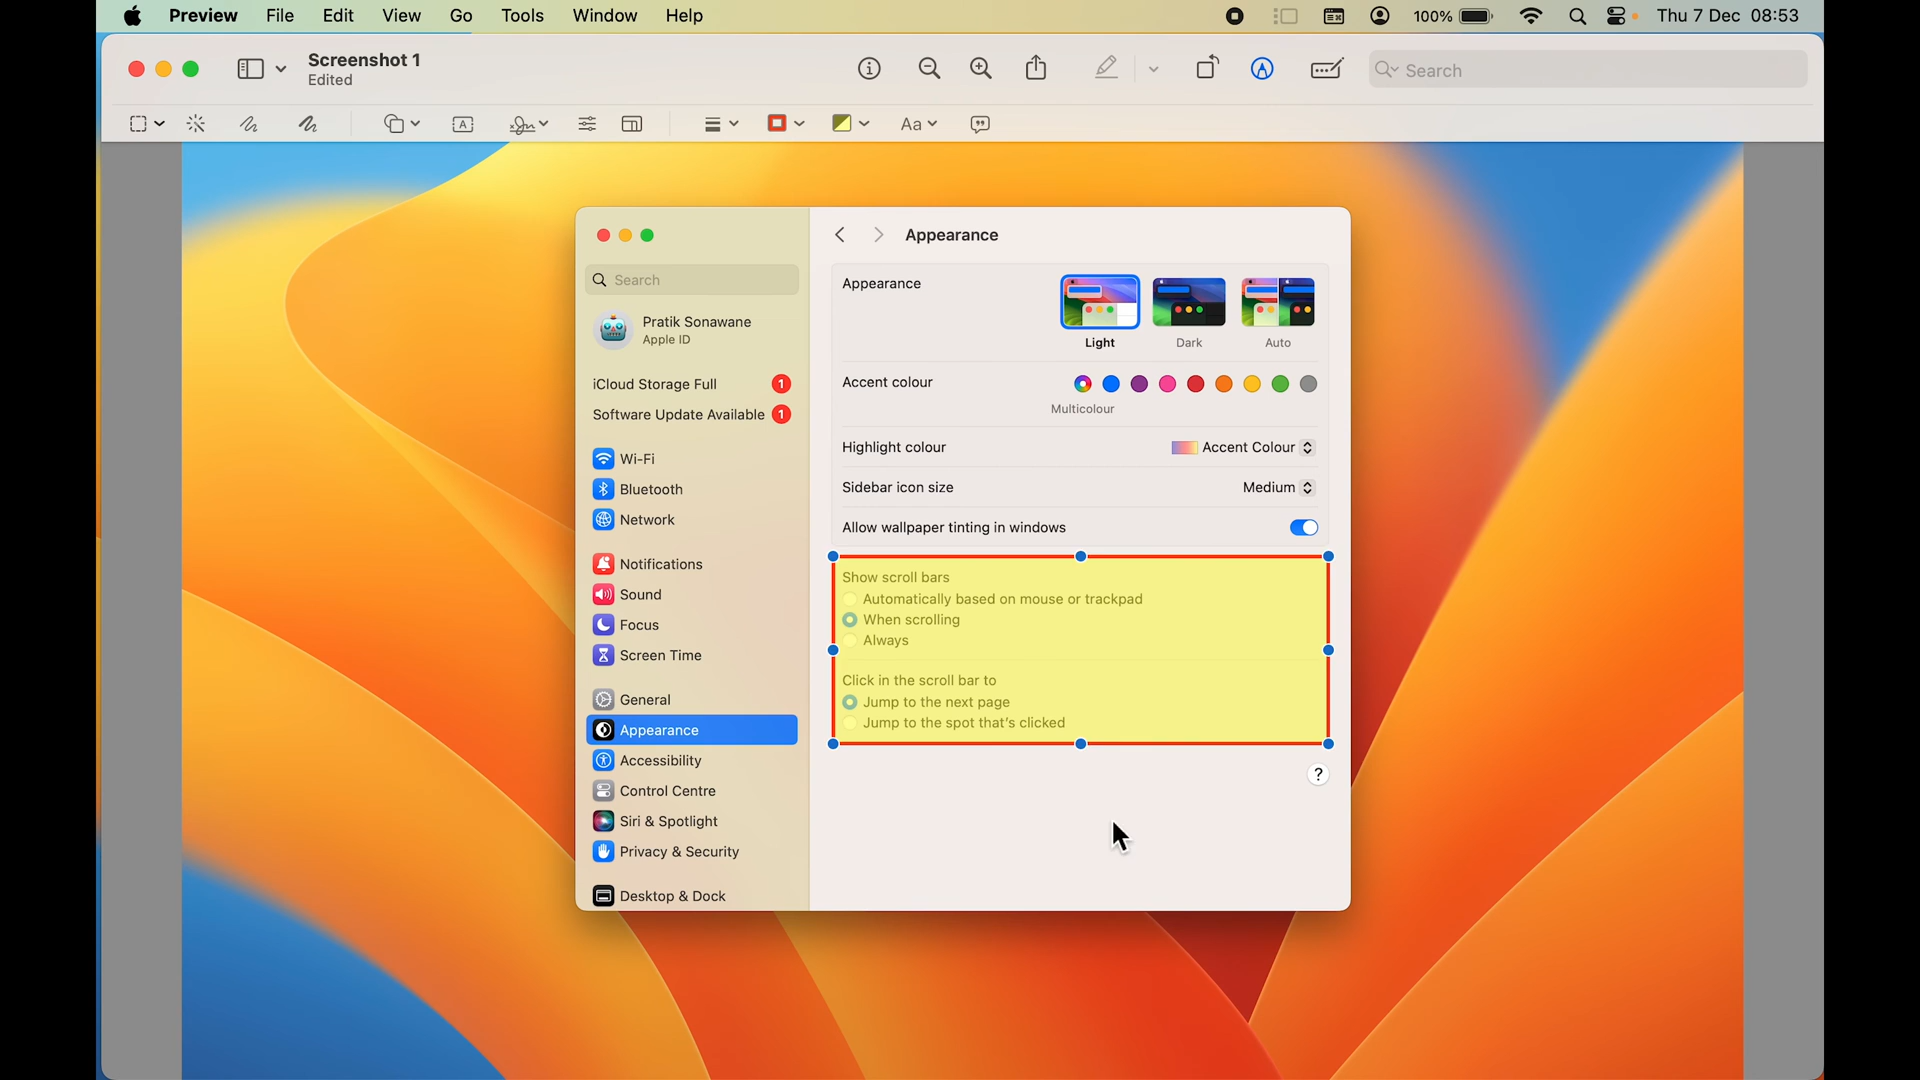 Preview File Edit View Go Tools Window Help 100% Thu 7 Dec 08:53
Screenshot 1
Edited
Search
A Aa
Appearance
Search
Pratik Sonawane
Apple ID
iCloud Storage Full 1
Software Update Available 1
Wi-Fi
Bluetooth
Network
Notifications
Sound
Focus
Screen Time
General
Appearance
Accessibility
Control Centre
Siri & Spotlight
Privacy & Security
Desktop & Dock
Appearance
Light Dark Auto
Accent colour
Multicolour
Highlight colour Accent Colour
Sidebar icon size Medium
Allow wallpaper tinting in windows
Show scroll bars
Automatically based on mouse or trackpad
When scrolling
Always
Click in the scroll bar to
Jump to the next page
Jump to the spot that's clicked
?